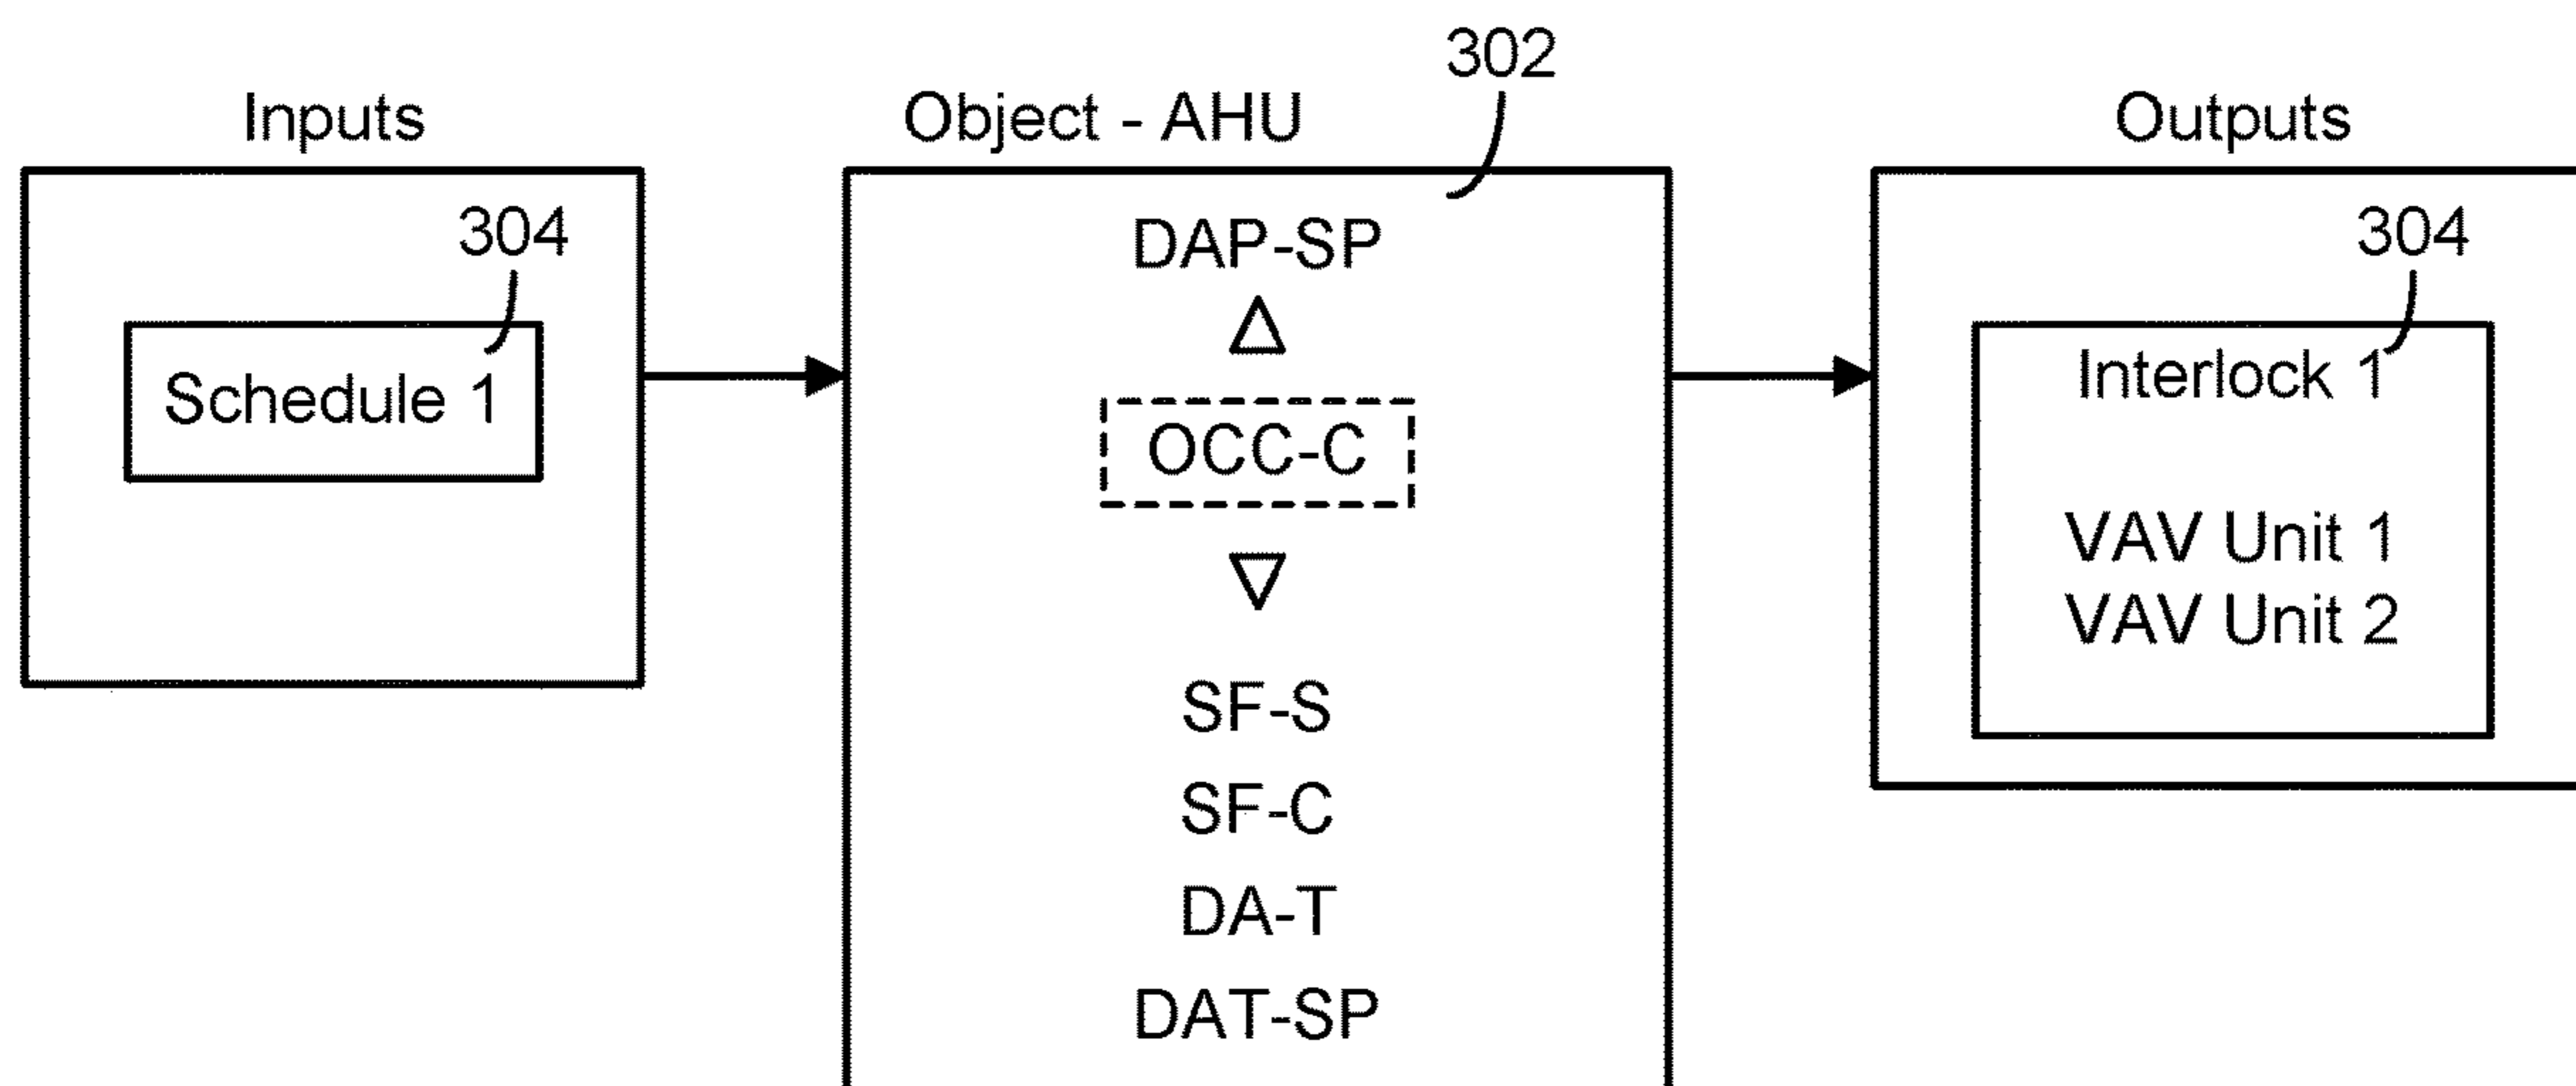 Inputs
304
Schedule 1
Object - AHU
302
DAP-SP
OCC-C
SF-S
SF-C
DA-T
DAT-SP
Outputs
304
Interlock 1
VAV Unit 1
VAV Unit 2